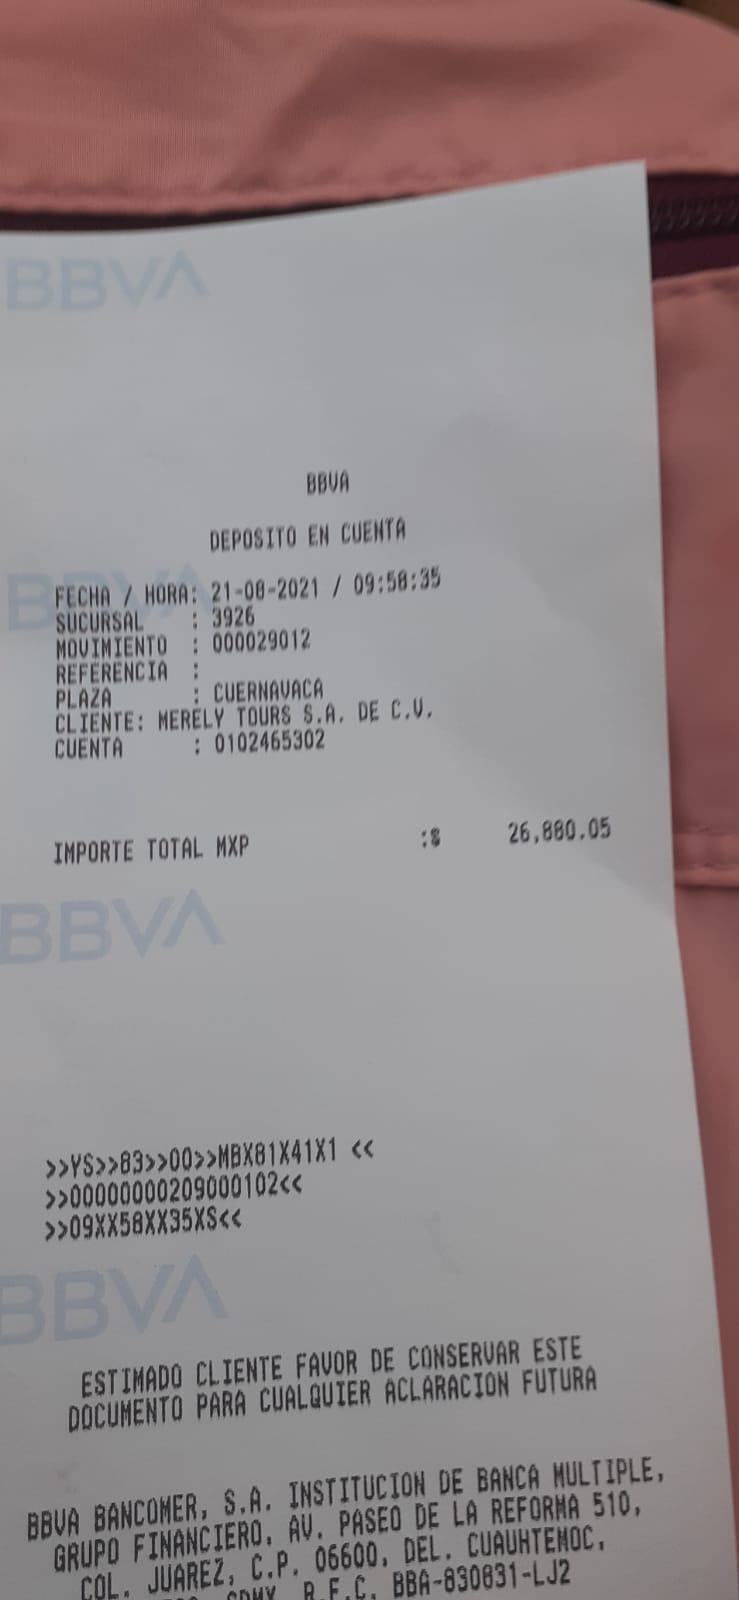 BBVA
BBVA
DEPOSITO EN CUENTA
FECHA / HORA: 21-08-2021 / 09:58:35
SUCURSAL : 3926
MOVIMIENTO : 000029012
REFERENCIA :
PLAZA : CUERNAVACA
CLIENTE: MERELY TOURS S.A. DE C.V.
CUENTA : 0102465302
IMPORTE TOTAL MXP :$ 26,880.05
BBVA
>>YS>>83>>00>>MBX81X41X1 <<
>>00000000209000102<<
>>09XX58XX35XS<<
BBVA
ESTIMADO CLIENTE FAVOR DE CONSERVAR ESTE
DOCUMENTO PARA CUALQUIER ACLARACION FUTURA
BBVA BANCOMER, S.A. INSTITUCION DE BANCA MULTIPLE,
GRUPO FINANCIERO, AV. PASEO DE LA REFORMA 510,
COL. JUAREZ, C.P. 06600, DEL. CUAUHTEMOC,
CDMX R.F.C. BBA-830831-LJ2